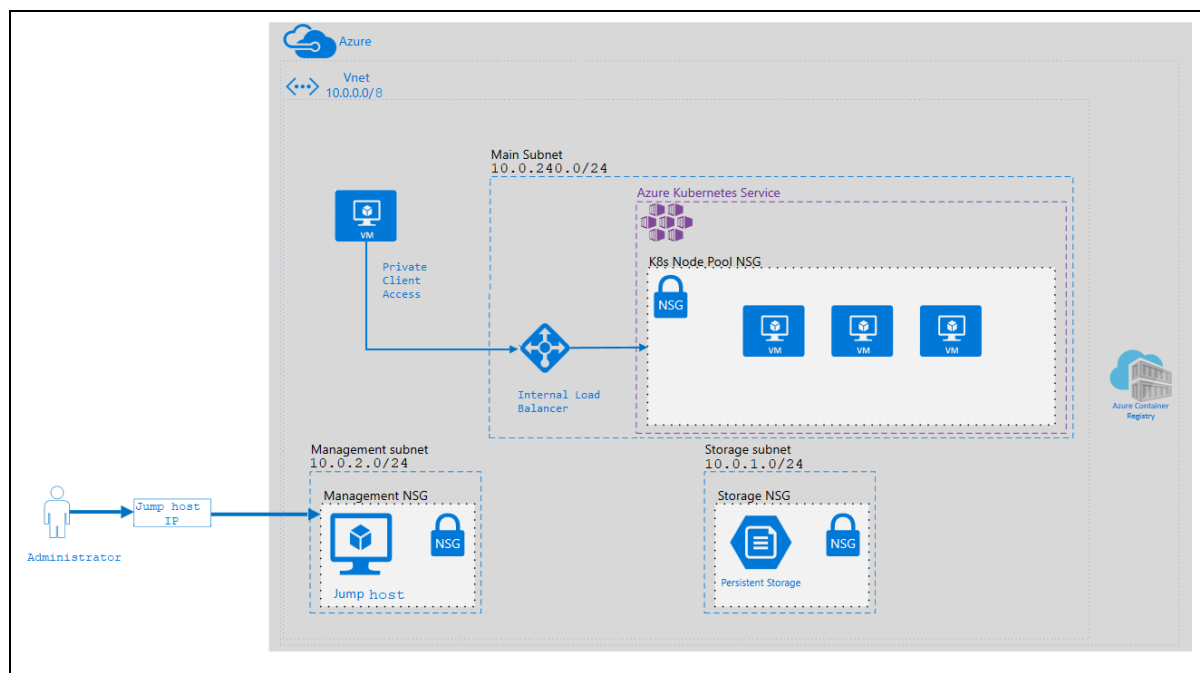 Azure
Vnet
10.0.0.0/8
Main Subnet
10.0.240.0/24
Azure Kubernetes Service
VM
K8s Node Pool NSG
Private
Client
Access
NSG
VM
VM
VM
Internal Load
Balancer
Azure Container
Registry
Management subnet
10.0.2.0/24
Storage subnet
10.0.1.0/24
Management NSG
Storage NSG
Jump host
IP
NSG
NSG
Administrator
Jump host
Persistent Storage